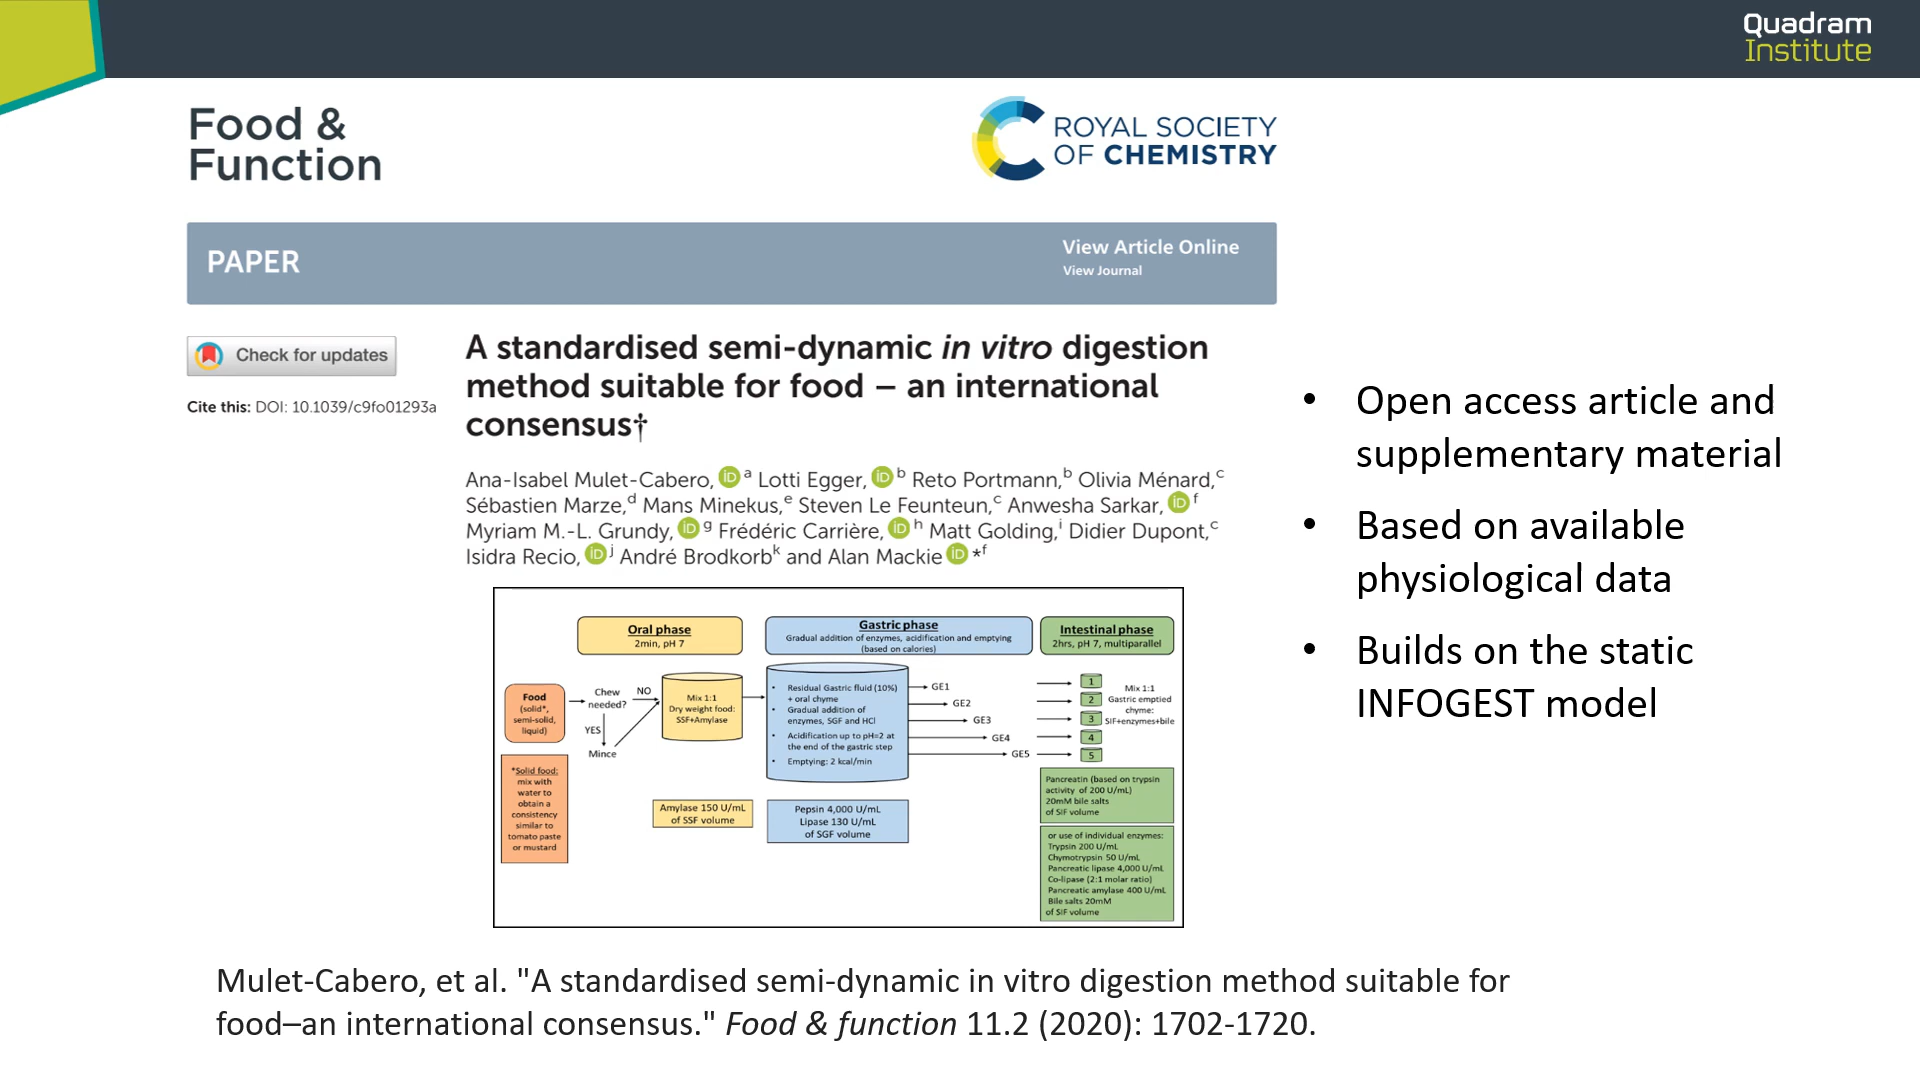 Quadram
Institute
Food &
Function
ROYAL SOCIETY
OF CHEMISTRY
PAPER
View Article Online
View Journal
Check for updates
Cite this: DOI: 10.1039/c9fo01293a
A standardised semi-dynamic in vitro digestion
method suitable for food – an international
consensus†
Ana-Isabel Mulet-Cabero, iD a Lotti Egger, iD b Reto Portmann,b Olivia Ménard,c
Sébastien Marze,d Mans Minekus,e Steven Le Feunteun,c Anwesha Sarkar, iD f
Myriam M.-L. Grundy, iD g Frédéric Carrière, iD h Matt Golding,i Didier Dupont,c
Isidra Recio, iD j André Brodkorbk and Alan Mackie iD *f
Oral phase
2min, pH 7
Gastric phase
Gradual addition of enzymes, acidification and emptying
(based on calories)
Intestinal phase
2hrs, pH 7, multiparallel
Food
(solid*,
semi-solid,
liquid)
Chew
needed?
NO
YES
Mince
Mix 1:1
Dry weight food:
SSF+Amylase
• Residual Gastric fluid (10%)
+ oral chyme
• Gradual addition of
enzymes, SGF and HCl
• Acidification up to pH=2 at
the end of the gastric step
• Emptying: 2 kcal/min
GE1
GE2
GE3
GE4
GE5
1
2
3
4
5
Mix 1:1
Gastric emptied
chyme:
SIF+enzymes+bile
*Solid food:
mix with
water to
obtain a
consistency
similar to
tomato paste
or mustard
Amylase 150 U/mL
of SSF volume
Pepsin 4,000 U/mL
Lipase 130 U/mL
of SGF volume
Pancreatin (based on trypsin
activity of 200 U/mL)
20mM bile salts
of SIF volume
or use of individual enzymes:
Trypsin 200 U/mL
Chymotrypsin 50 U/mL
Pancreatic lipase 4,000 U/mL
Co-lipase (2:1 molar ratio)
Pancreatic amylase 400 U/mL
Bile salts 20mM
of SIF volume
• Open access article and
supplementary material
• Based on available
physiological data
• Builds on the static
INFOGEST model
Mulet-Cabero, et al. "A standardised semi-dynamic in vitro digestion method suitable for
food–an international consensus." Food & function 11.2 (2020): 1702-1720.